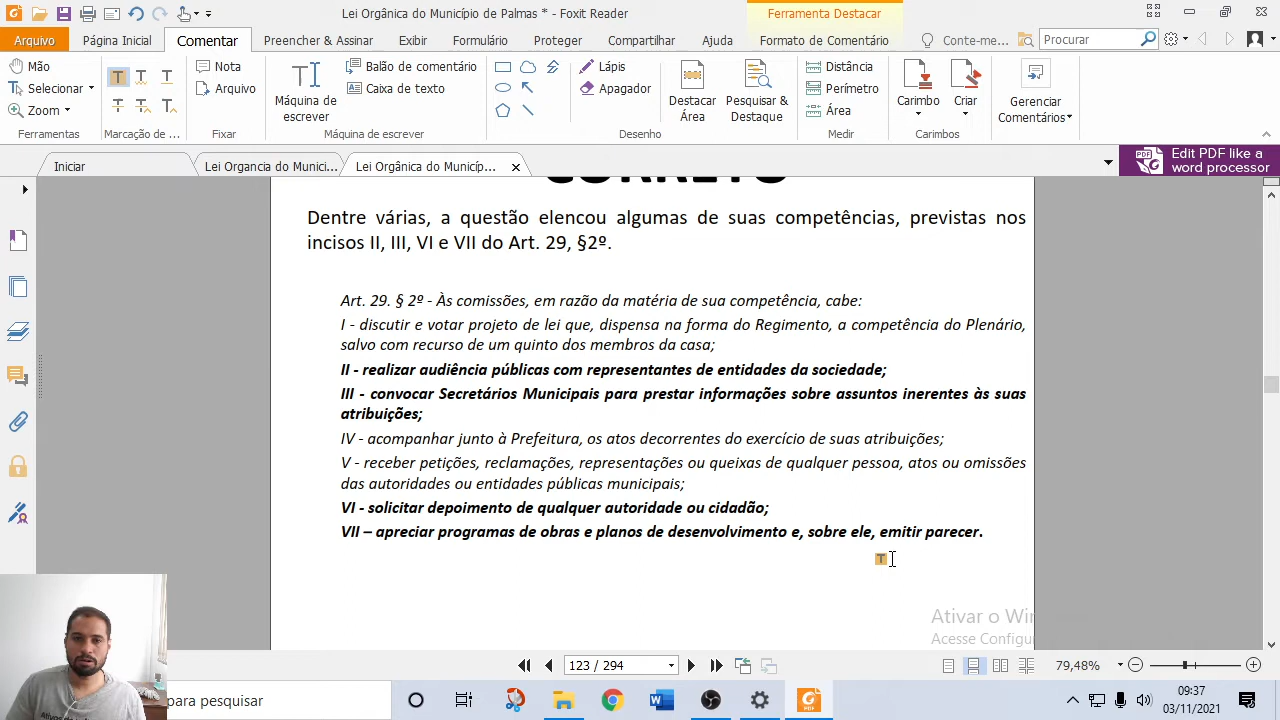 Lei Orgânica do Município de Palmas * - Foxit Reader
Ferramenta Destacar
Arquivo
Página Inicial
Comentar
Preencher & Assinar
Exibir
Formulário
Proteger
Compartilhar
Ajuda
Formato de Comentário
Conte-me...
Procurar
Mão
Selecionar
Zoom
Ferramentas
Marcação de ...
Nota
Arquivo
Fixar
Máquina de
escrever
Balão de comentário
Caixa de texto
Máquina de escrever
Lápis
Apagador
Desenho
Destacar
Área
Pesquisar &
Destaque
Distância
Perímetro
Área
Medir
Carimbo
Criar
Carimbos
Gerenciar
Comentários
Iniciar
Lei Organcia do Munici...
Lei Orgânica do Municíp...
Edit PDF like a
word processor
CORRETO
Dentre várias, a questão elencou algumas de suas competências, previstas nos
incisos II, III, VI e VII do Art. 29, §2º.
Art. 29. § 2º - Às comissões, em razão da matéria de sua competência, cabe:
I - discutir e votar projeto de lei que, dispensa na forma do Regimento, a competência do Plenário,
salvo com recurso de um quinto dos membros da casa;
II - realizar audiência públicas com representantes de entidades da sociedade;
III - convocar Secretários Municipais para prestar informações sobre assuntos inerentes às suas
atribuições;
IV - acompanhar junto à Prefeitura, os atos decorrentes do exercício de suas atribuições;
V - receber petições, reclamações, representações ou queixas de qualquer pessoa, atos ou omissões
das autoridades ou entidades públicas municipais;
VI - solicitar depoimento de qualquer autoridade ou cidadão;
VII – apreciar programas de obras e planos de desenvolvimento e, sobre ele, emitir parecer.
Ativar o Win
Acesse Configu
123 / 294
79,48%
para pesquisar
09:37
03/11/2021